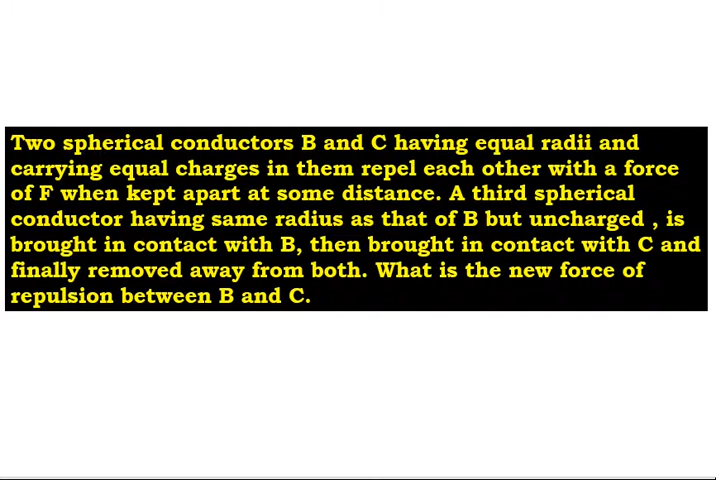 Two spherical conductors B and C having equal radii and
carrying equal charges in them repel each other with a force
of F when kept apart at some distance. A third spherical
conductor having same radius as that of B but uncharged , is
brought in contact with B, then brought in contact with C and
finally removed away from both. What is the new force of
repulsion between B and C.